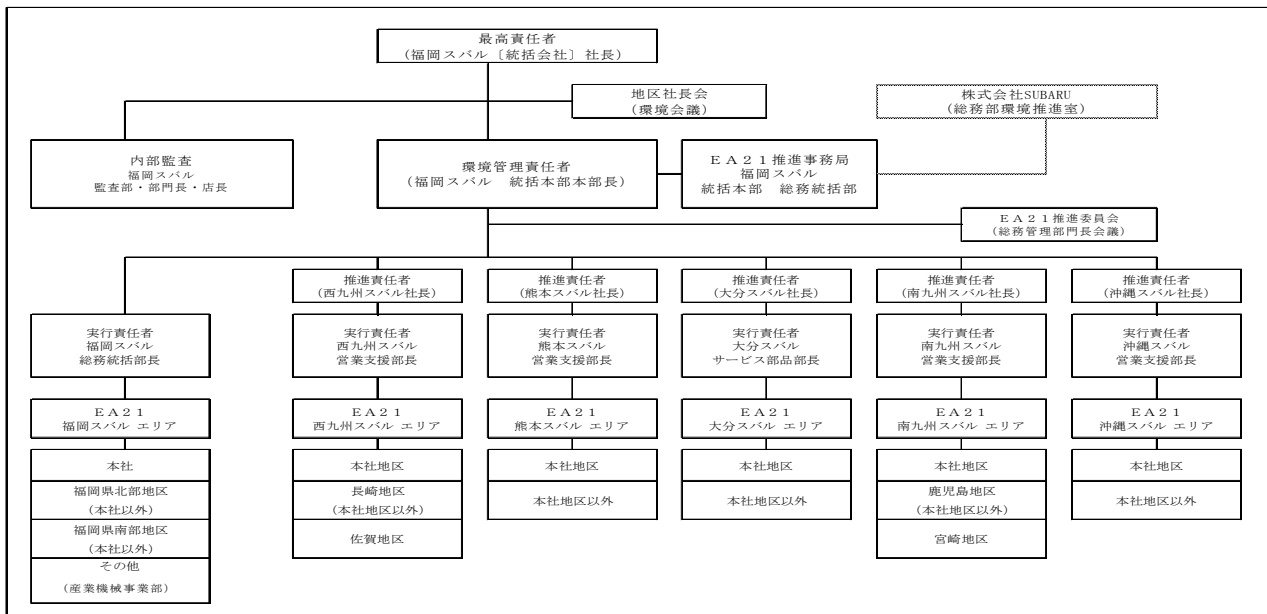 最高責任者
(福岡スバル〔統括会社〕社長)
地区社長会
(環境会議)
株式会社SUBARU
(総務部環境推進室)
内部監査
福岡スバル
監査部・部門長・店長
環境管理責任者
(福岡スバル 統括本部本部長)
EA21推進事務局
福岡スバル
統括本部 総務統括部
EA21推進委員会
(総務管理部門長会議)
推進責任者
(西九州スバル社長)
推進責任者
(熊本スバル社長)
推進責任者
(大分スバル社長)
推進責任者
(南九州スバル社長)
推進責任者
(沖縄スバル社長)
実行責任者
福岡スバル
総務統括部長
実行責任者
西九州スバル
営業支援部長
実行責任者
熊本スバル
営業支援部長
実行責任者
大分スバル
サービス部品部長
実行責任者
南九州スバル
営業支援部長
実行責任者
沖縄スバル
営業支援部長
EA21
福岡スバル エリア
EA21
西九州スバル エリア
EA21
熊本スバル エリア
EA21
大分スバル エリア
EA21
南九州スバル エリア
EA21
沖縄スバル エリア
本社
福岡県北部地区
(本社以外)
福岡県南部地区
(本社以外)
その他
(産業機械事業部)
本社地区
長崎地区
(本社地区以外)
佐賀地区
本社地区
本社地区以外
本社地区
本社地区以外
本社地区
鹿児島地区
(本社地区以外)
宮崎地区
本社地区
本社地区以外